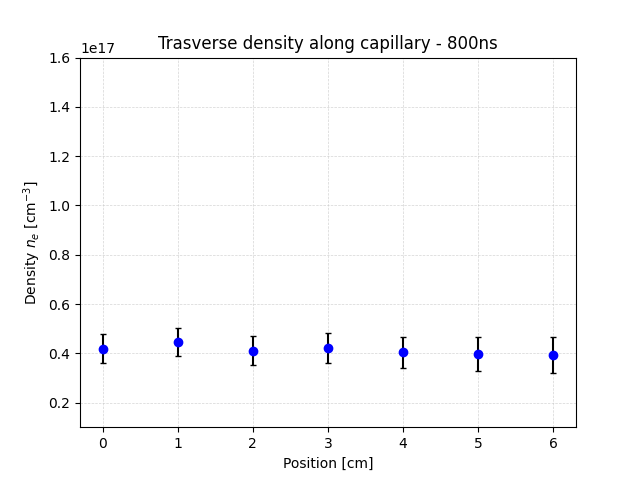 Trasverse density along capillary - 800ns
1e17
1.6
1.4
1.2
1.0
0.8
0.6
0.4
0.2
Density $n_e$ [cm$^{-3}$]
0 1 2 3 4 5 6
Position [cm]